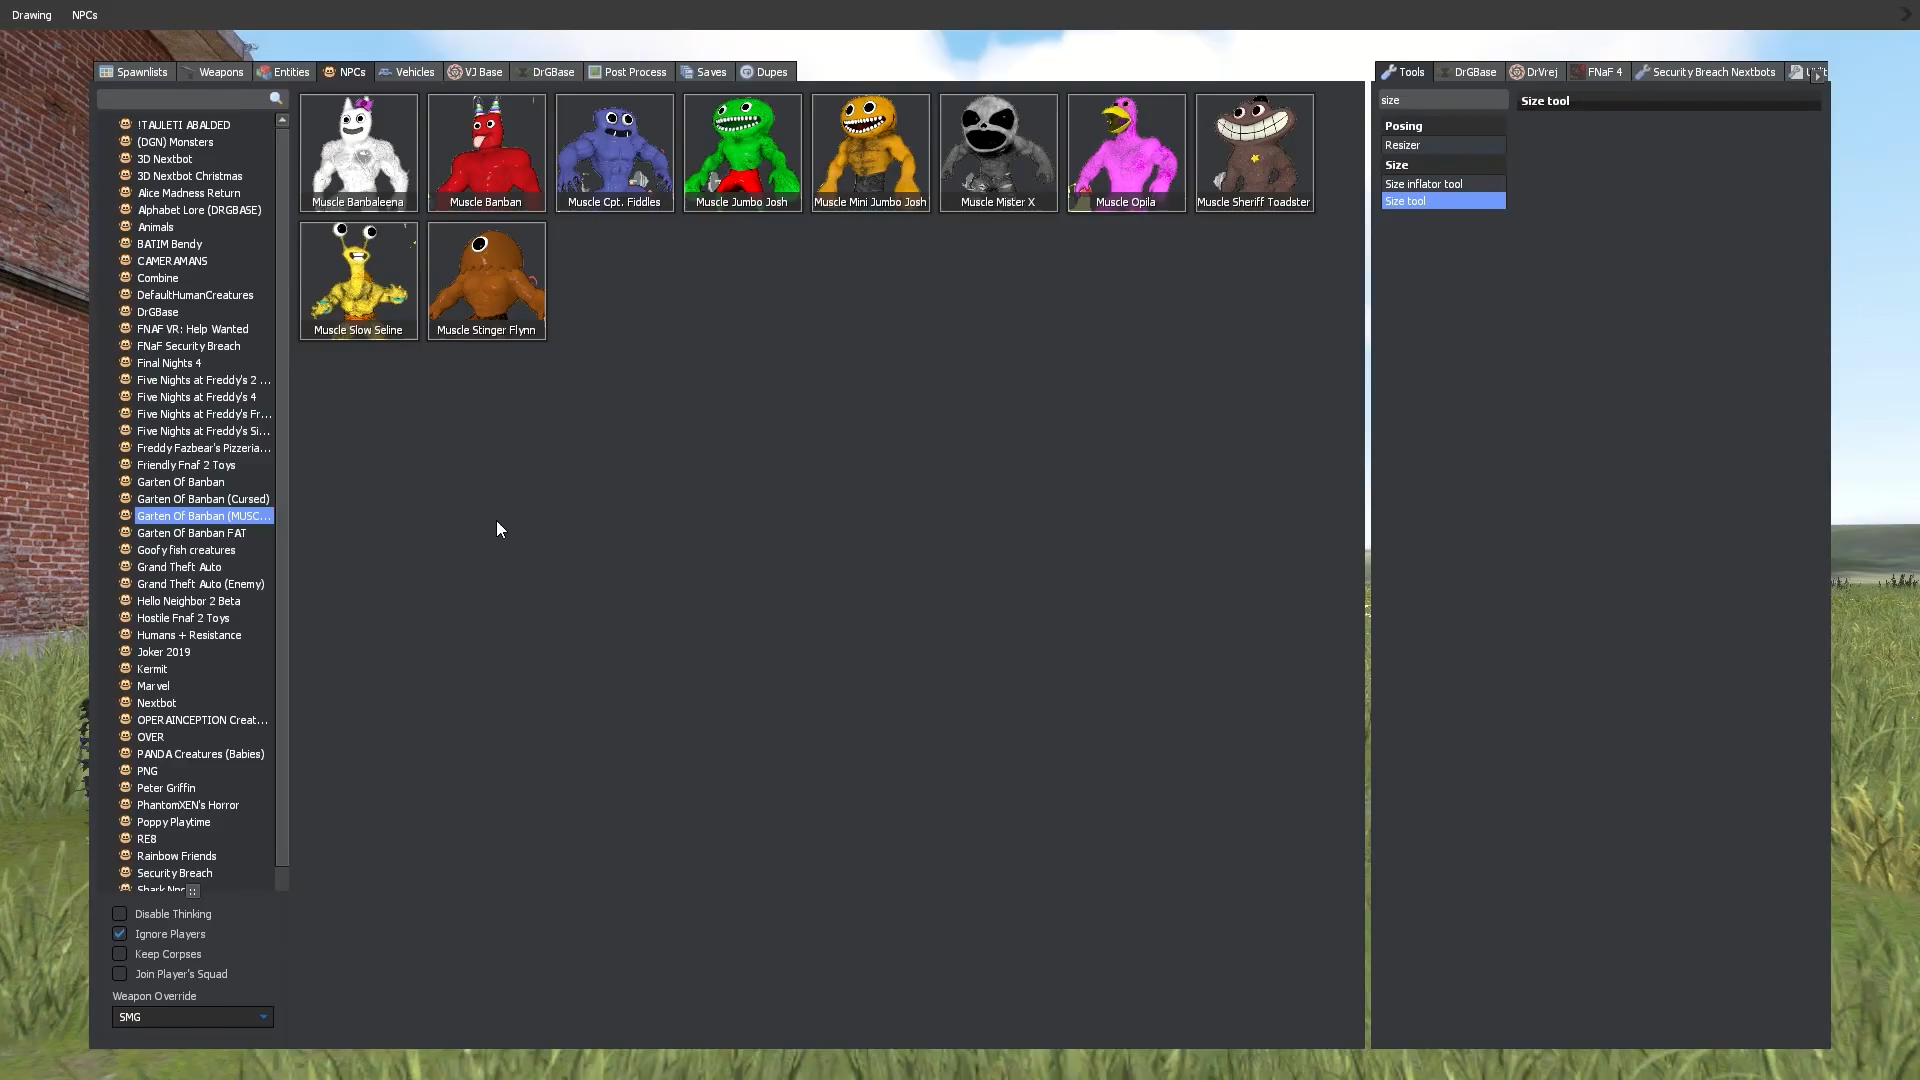 Drawing NPCs
Spawnlists Weapons Entities NPCs Vehicles VJ Base DrGBase Post Process Saves Dupes
!TAULETI ABALDED
(DGN) Monsters
3D Nextbot
3D Nextbot Christmas
Alice Madness Return
Alphabet Lore (DRGBASE)
Animals
BATIM Bendy
CAMERAMANS
Combine
DefaultHumanCreatures
DrGBase
FNAF VR: Help Wanted
FNaF Security Breach
Final Nights 4
Five Nights at Freddy's 2 ...
Five Nights at Freddy's 4
Five Nights at Freddy's Fr...
Five Nights at Freddy's Si...
Freddy Fazbear's Pizzeria...
Friendly Fnaf 2 Toys
Garten Of Banban
Garten Of Banban (Cursed)
Garten Of Banban (MUSC...
Garten Of Banban FAT
Goofy fish creatures
Grand Theft Auto
Grand Theft Auto (Enemy)
Hello Neighbor 2 Beta
Hostile Fnaf 2 Toys
Humans + Resistance
Joker 2019
Kermit
Marvel
Nextbot
OPERAINCEPTION Creat...
OVER
PANDA Creatures (Babies)
PNG
Peter Griffin
PhantomXEN's Horror
Poppy Playtime
RE8
Rainbow Friends
Security Breach
Shark
Disable Thinking
Ignore Players
Keep Corpses
Join Player's Squad
Weapon Override
SMG
Muscle Banbaleena Muscle Banban Muscle Cpt. Fiddles Muscle Jumbo Josh Muscle Mini Jumbo Josh Muscle Mister X Muscle Opila Muscle Sheriff Toadster
Muscle Slow Seline Muscle Stinger Flynn
Tools DrGBase DrVrej FNaF 4 Security Breach Nextbots
size
Posing
Resizer
Size
Size inflator tool
Size tool
Size tool